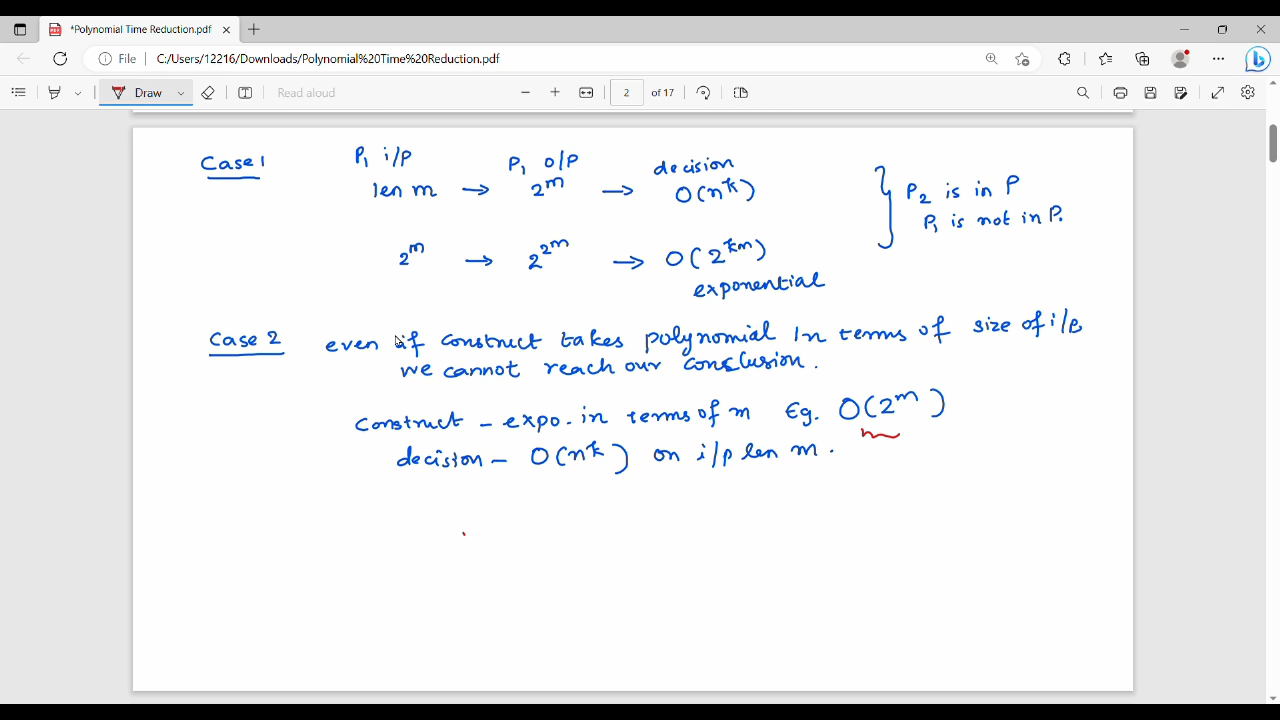 *Polynomial Time Reduction.pdf
File C:/Users/12216/Downloads/Polynomial%20Time%20Reduction.pdf
Draw Read aloud 2 of 17
Case 1 P₁ i/p P₁ o/p decision
len m → 2^m → O(n^k)
P₂ is in P
P₁ is not in P.
2^m → 2^2^m → O(2^km)
exponential
Case 2 even if construct takes polynomial in terms of size of i/p
we cannot reach our conclusion.
construct - expo. in terms of m Eg. O(2^m)
decision - O(n^k) on i/p len m.